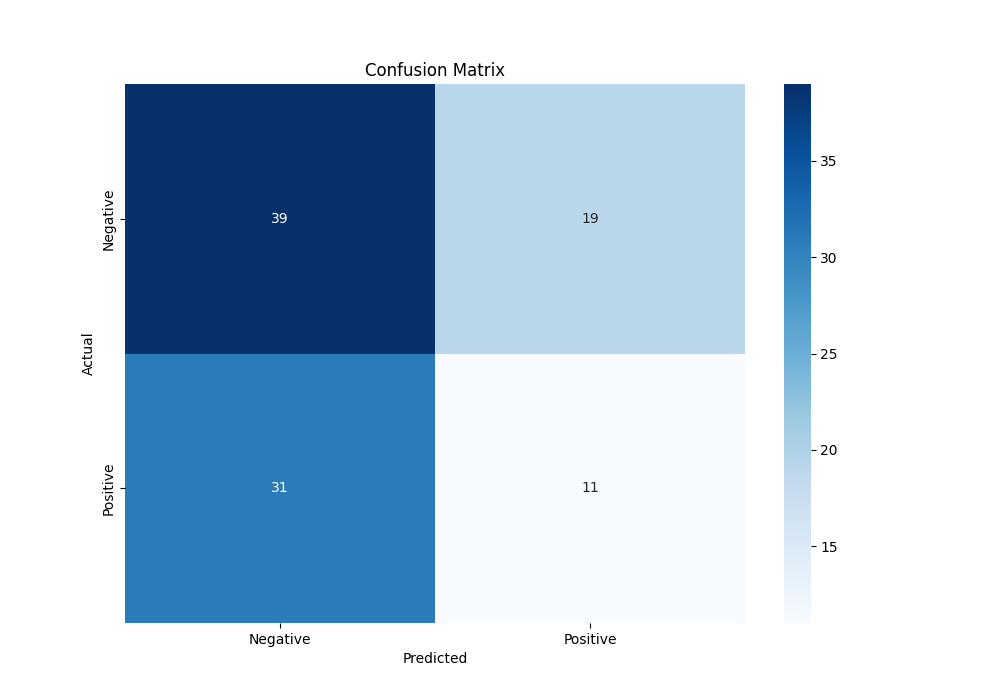 Confusion Matrix
Actual
Negative
39
19
Positive
31
11
Negative
Positive
Predicted
35
30
25
20
15